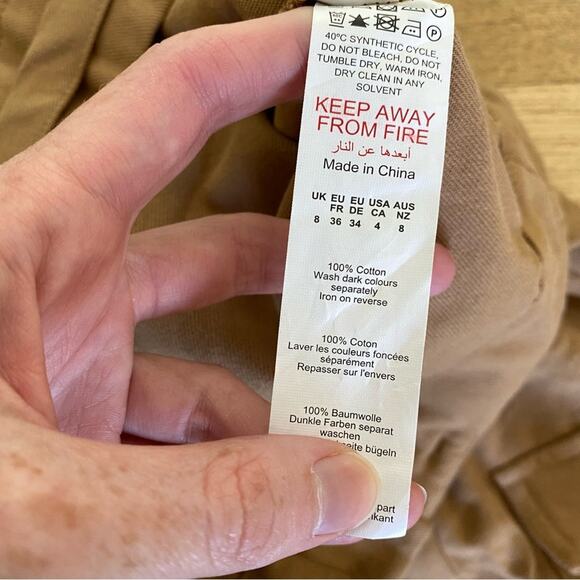 40°C SYNTHETIC CYCLE,
DO NOT BLEACH, DO NOT
TUMBLE DRY, WARM IRON,
DRY CLEAN IN ANY
SOLVENT
KEEP AWAY
FROM FIRE
أبعدها عن النار
Made in China
UK EU EU USA AUS
FR DE CA NZ
8 36 34 4 8
100% Cotton
Wash dark colours
separately
Iron on reverse
100% Coton
Laver les couleurs foncées
séparément
Repasser sur l'envers
100% Baumwolle
Dunkle Farben separat
waschen
bügeln